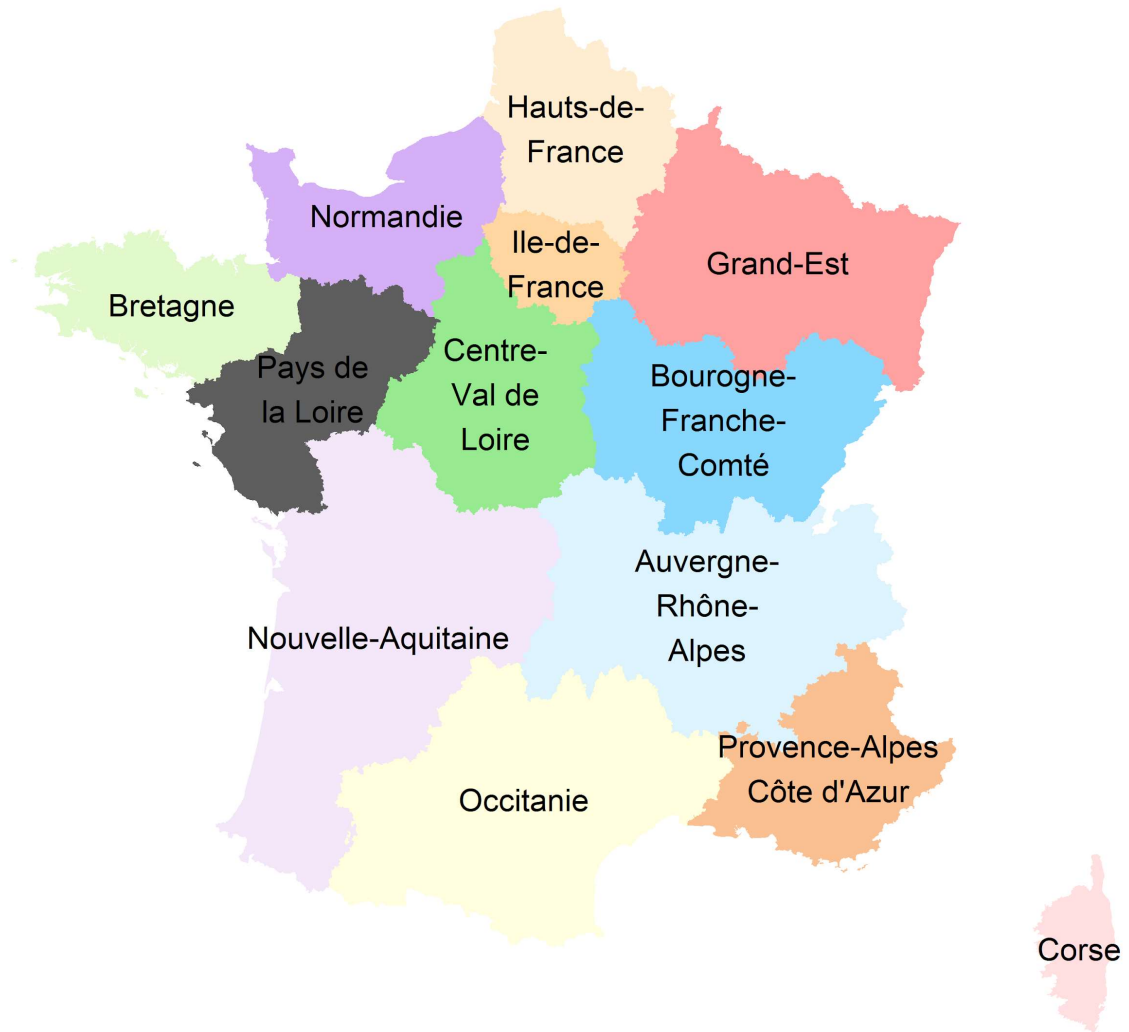 Hauts-de-
France
Normandie
Ile-de-
France
Grand-Est
Bretagne
Pays de
la Loire
Centre-
Val de
Loire
Bourogne-
Franche-
Comté
Auvergne-
Rhône-
Alpes
Nouvelle-Aquitaine
Provence-Alpes
Côte d'Azur
Occitanie
Corse